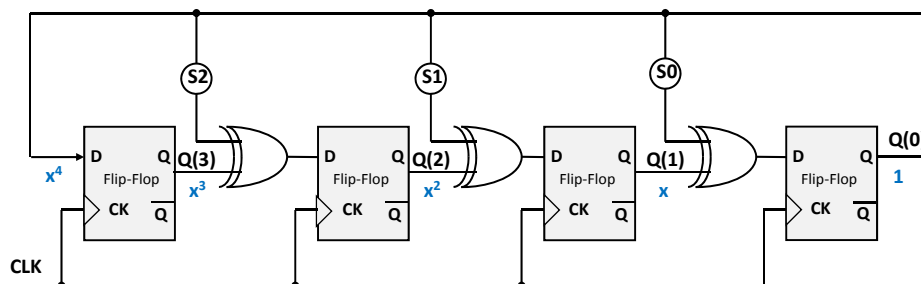 S2 S1 S0
D Q Q(3) D Q Q(2) D Q Q(1) D Q Q(0
Flip-Flop Flip-Flop Flip-Flop Flip-Flop
x⁴ x³ x² x 1
CK Q̅ CK Q̅ CK Q̅ CK Q̅
CLK